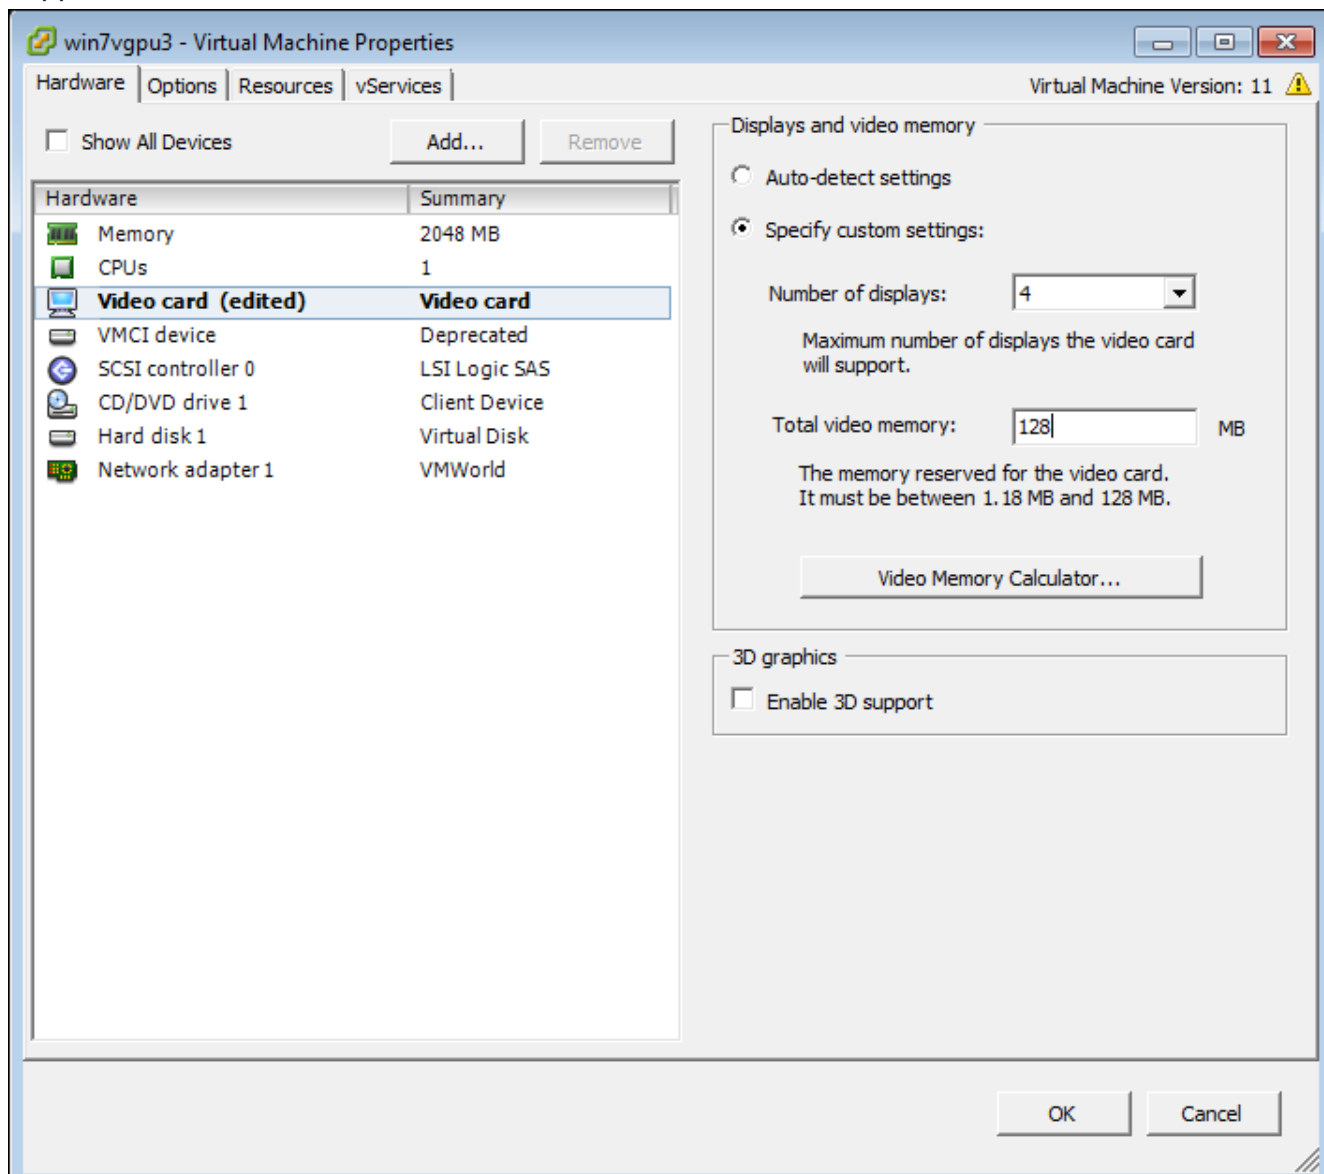 win7vgpu3 - Virtual Machine Properties
Hardware Options Resources vServices Virtual Machine Version: 11
Show All Devices Add... Remove
Hardware Summary
Memory 2048 MB
CPUs 1
Video card (edited) Video card
VMCI device Deprecated
SCSI controller 0 LSI Logic SAS
CD/DVD drive 1 Client Device
Hard disk 1 Virtual Disk
Network adapter 1 VMWorld
Displays and video memory
Auto-detect settings
Specify custom settings:
Number of displays: 4
Maximum number of displays the video card
will support.
Total video memory: 128 MB
The memory reserved for the video card.
It must be between 1.18 MB and 128 MB.
Video Memory Calculator...
3D graphics
Enable 3D support
OK Cancel